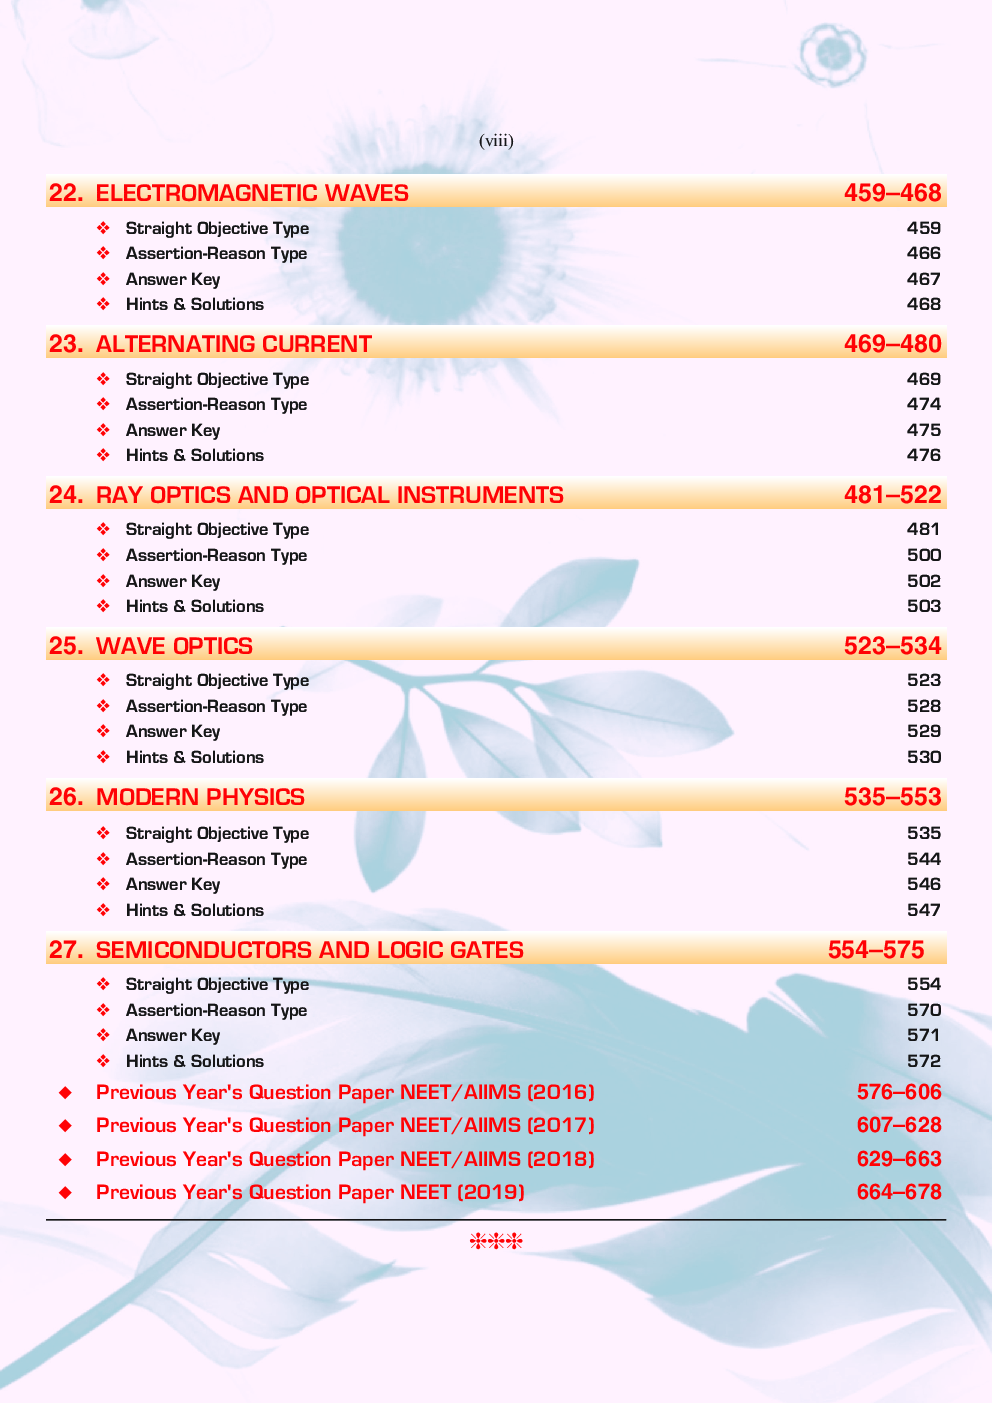 (viii)
22. ELECTROMAGNETIC WAVES 459–468
❖ Straight Objective Type 459
❖ Assertion-Reason Type 466
❖ Answer Key 467
❖ Hints & Solutions 468
23. ALTERNATING CURRENT 469–480
❖ Straight Objective Type 469
❖ Assertion-Reason Type 474
❖ Answer Key 475
❖ Hints & Solutions 476
24. RAY OPTICS AND OPTICAL INSTRUMENTS 481–522
❖ Straight Objective Type 481
❖ Assertion-Reason Type 500
❖ Answer Key 502
❖ Hints & Solutions 503
25. WAVE OPTICS 523–534
❖ Straight Objective Type 523
❖ Assertion-Reason Type 528
❖ Answer Key 529
❖ Hints & Solutions 530
26. MODERN PHYSICS 535–553
❖ Straight Objective Type 535
❖ Assertion-Reason Type 544
❖ Answer Key 546
❖ Hints & Solutions 547
27. SEMICONDUCTORS AND LOGIC GATES 554–575
❖ Straight Objective Type 554
❖ Assertion-Reason Type 570
❖ Answer Key 571
❖ Hints & Solutions 572
◆ Previous Year's Question Paper NEET/AIIMS (2016) 576–606
◆ Previous Year's Question Paper NEET/AIIMS (2017) 607–628
◆ Previous Year's Question Paper NEET/AIIMS (2018) 629–663
◆ Previous Year's Question Paper NEET (2019) 664–678